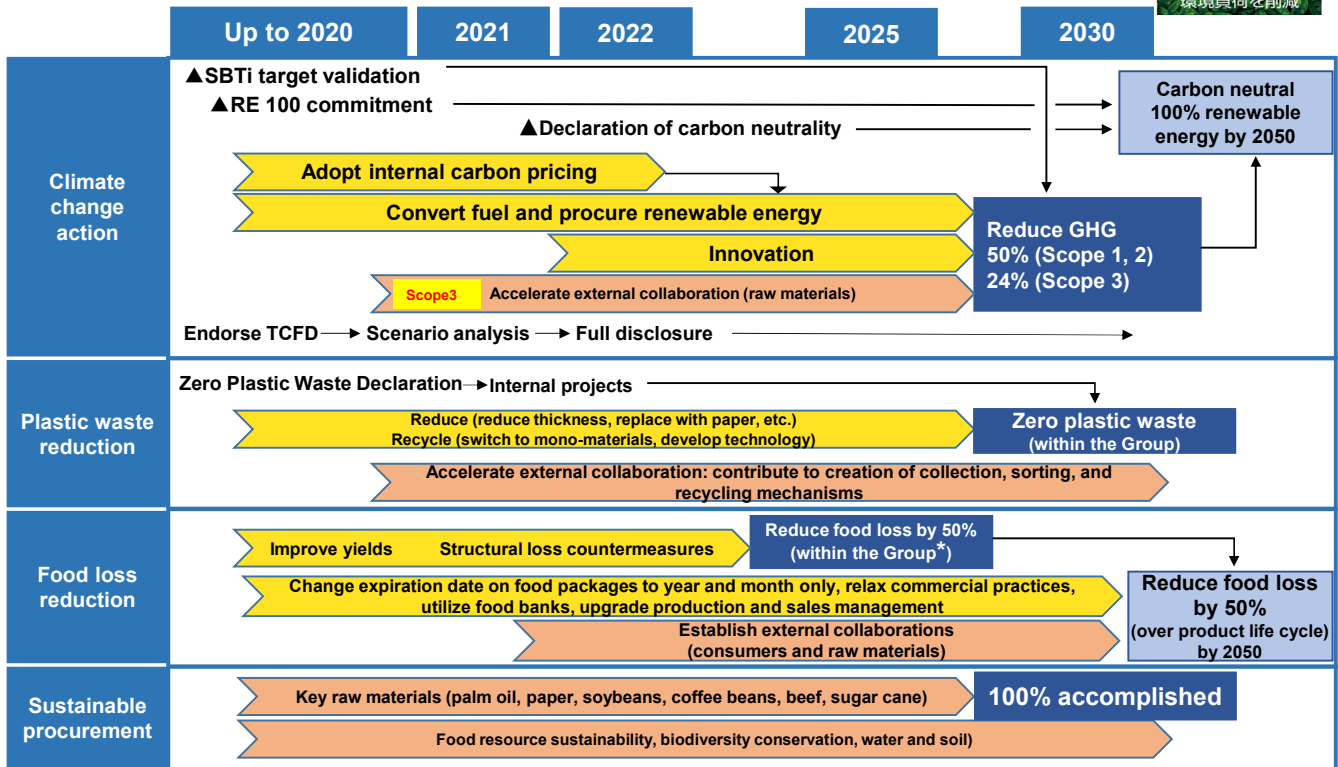 環境負荷を削減
Up to 2020
2021
2022
2025
2030
Climate
change
action
▲SBTi target validation
▲RE 100 commitment
▲Declaration of carbon neutrality
Carbon neutral
100% renewable
energy by 2050
Adopt internal carbon pricing
Convert fuel and procure renewable energy
Innovation
Scope3
Accelerate external collaboration (raw materials)
Reduce GHG
50% (Scope 1, 2)
24% (Scope 3)
Endorse TCFD → Scenario analysis → Full disclosure
Plastic waste
reduction
Zero Plastic Waste Declaration→Internal projects
Reduce (reduce thickness, replace with paper, etc.)
Recycle (switch to mono-materials, develop technology)
Zero plastic waste
(within the Group)
Accelerate external collaboration: contribute to creation of collection, sorting, and
recycling mechanisms
Food loss
reduction
Improve yields
Structural loss countermeasures
Reduce food loss by 50%
(within the Group*)
Change expiration date on food packages to year and month only, relax commercial practices,
utilize food banks, upgrade production and sales management
Establish external collaborations
(consumers and raw materials)
Reduce food loss
by 50%
(over product life cycle)
by 2050
Sustainable
procurement
Key raw materials (palm oil, paper, soybeans, coffee beans, beef, sugar cane)
100% accomplished
Food resource sustainability, biodiversity conservation, water and soil)